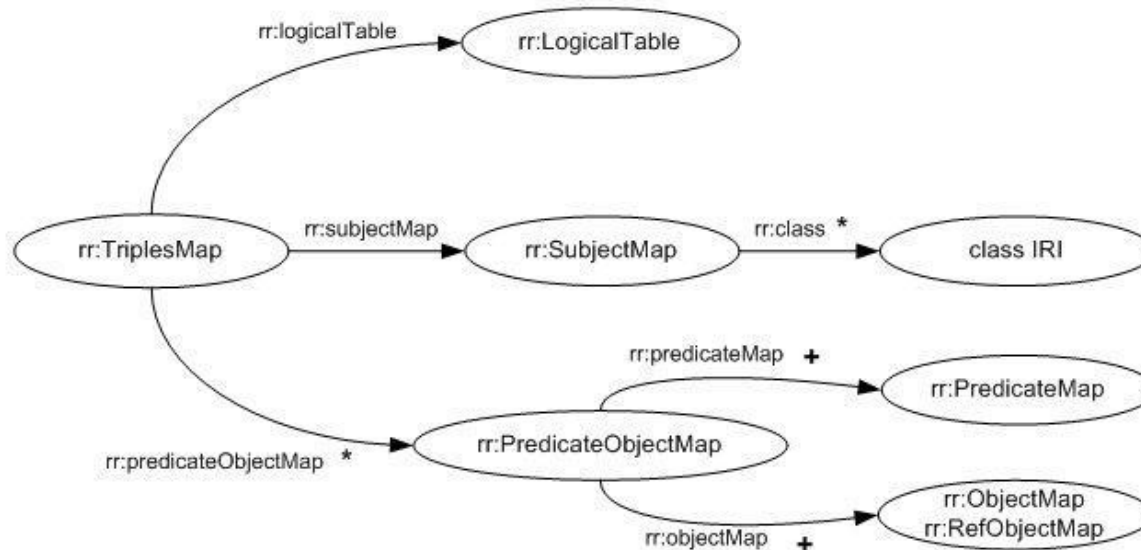 rr:logicalTable
rr:LogicalTable
rr:TriplesMap
rr:subjectMap
rr:SubjectMap
rr:class *
class IRI
rr:predicateMap +
rr:PredicateMap
rr:predicateObjectMap *
rr:PredicateObjectMap
rr:objectMap +
rr:ObjectMap
rr:RefObjectMap